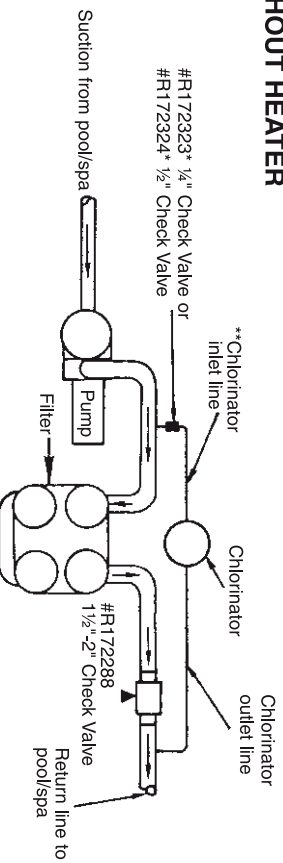 HOUT HEATER
Suction from pool/spa
#R172323* ¼" Check Valve or
#R172324* ½" Check Valve
**Chlorinator
inlet line
Chlorinator
Chlorinator
outlet line
Pump
Filter
#R172288
1½"-2" Check Valve
Return line to
pool/spa